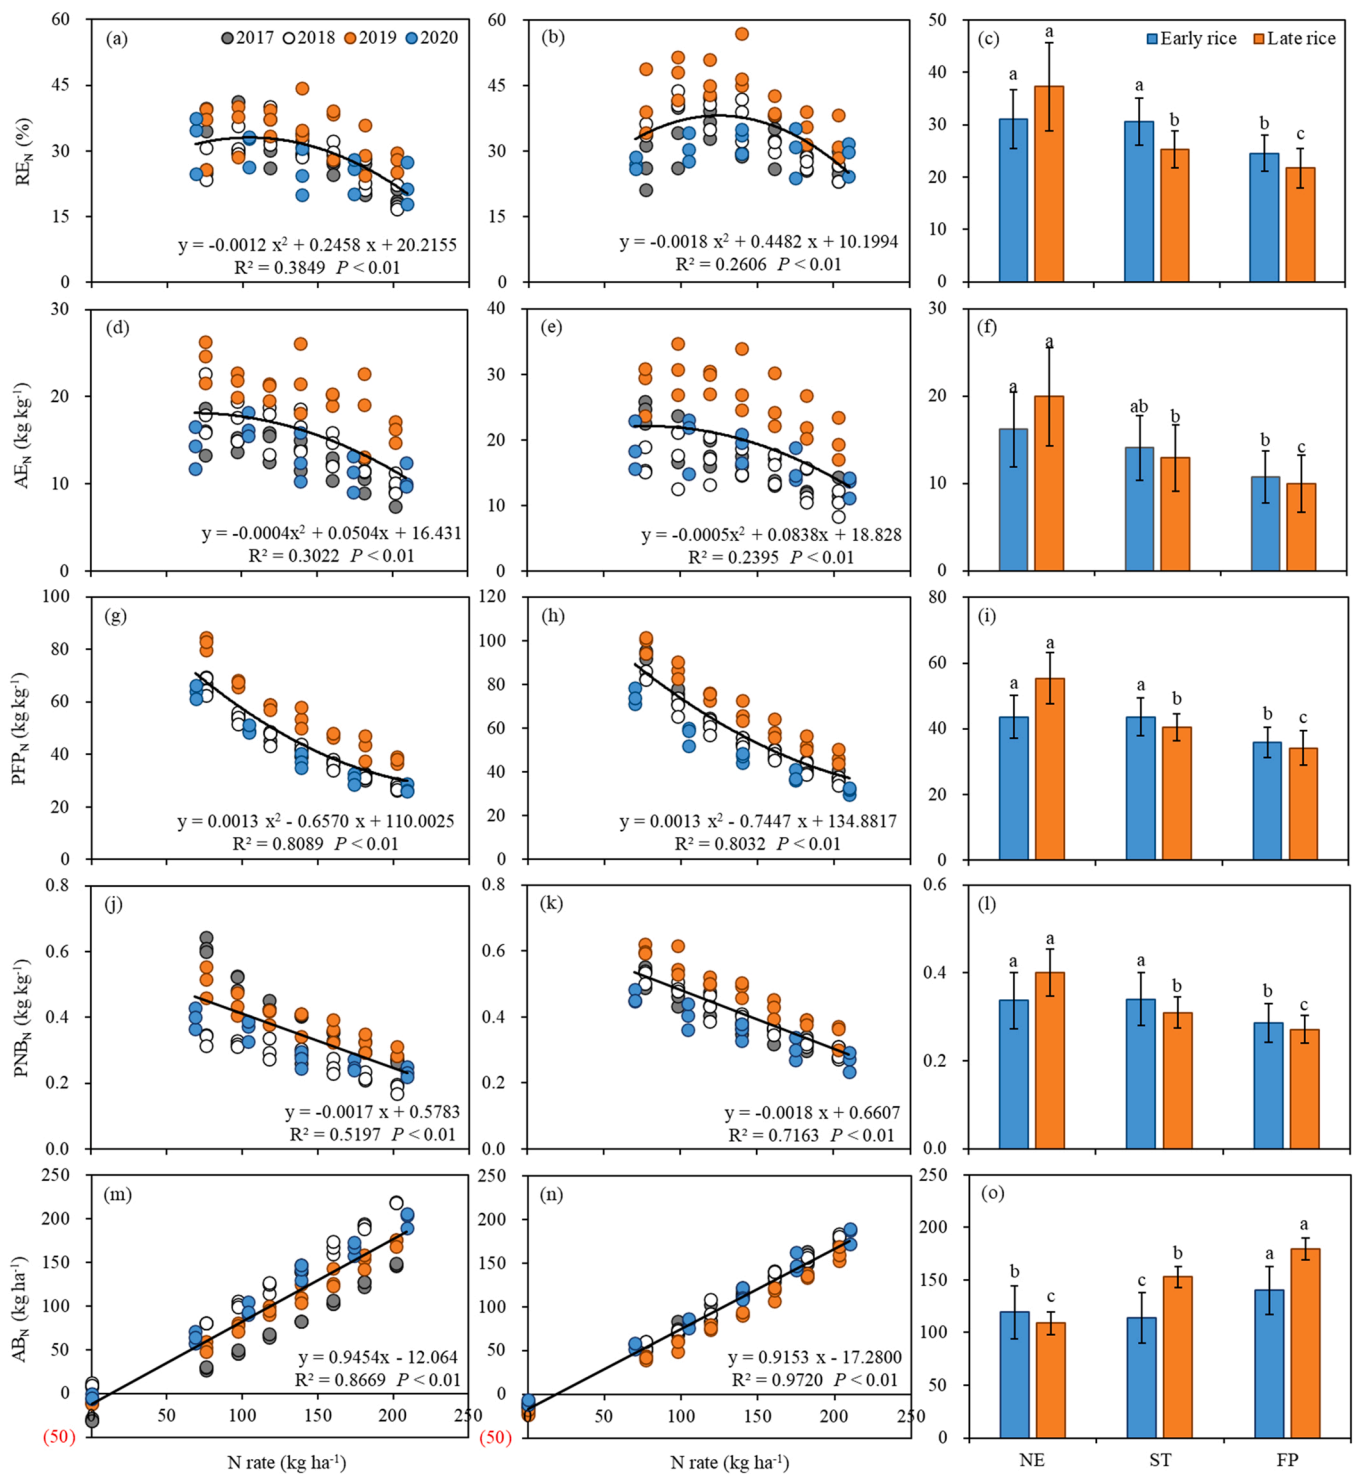 60
(a)
2017
2018
2019
2020
45
30
15
0
RE_N (%)
y = -0.0012 x² + 0.2458 x + 20.2155
R² = 0.3849 P < 0.01
60
(b)
45
30
15
0
y = -0.0018 x² + 0.4482 x + 10.1994
R² = 0.2606 P < 0.01
50
(c)
Early rice
Late rice
40
30
20
10
0
a
a
a
b
b
c
30
(d)
20
10
0
AE_N (kg kg⁻¹)
y = -0.0004x² + 0.0504x + 16.431
R² = 0.3022 P < 0.01
40
(e)
30
20
10
0
y = -0.0005x² + 0.0838x + 18.828
R² = 0.2395 P < 0.01
30
(f)
20
10
0
a
a
ab
b
b
c
100
(g)
80
60
40
20
0
PFP_N (kg kg⁻¹)
y = 0.0013 x² - 0.6570 x + 110.0025
R² = 0.8089 P < 0.01
120
(h)
100
80
60
40
20
0
y = 0.0013 x² - 0.7447 x + 134.8817
R² = 0.8032 P < 0.01
80
(i)
60
40
20
0
a
a
a
b
b
c
0.8
(j)
0.6
0.4
0.2
0.0
PNB_N (kg kg⁻¹)
y = -0.0017 x + 0.5783
R² = 0.5197 P < 0.01
0.8
(k)
0.6
0.4
0.2
0.0
y = -0.0018 x + 0.6607
R² = 0.7163 P < 0.01
0.6
(l)
0.4
0.2
0.0
a
a
a
b
b
c
250
(m)
200
150
100
50
0
(50)
AB_N (kg ha⁻¹)
y = 0.9454x - 12.064
R² = 0.8669 P < 0.01
0
50
100
150
200
250
N rate (kg ha⁻¹)
250
(n)
200
150
100
50
0
(50)
y = 0.9153 x - 17.2800
R² = 0.9720 P < 0.01
0
50
100
150
200
250
N rate (kg ha⁻¹)
250
(o)
200
150
100
50
0
b
c
c
b
a
a
NE
ST
FP